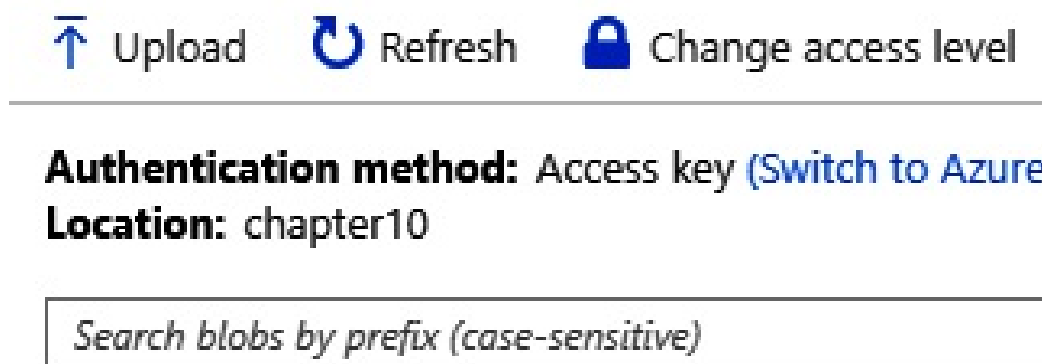 Upload Refresh Change access level
Authentication method: Access key (Switch to Azure
Location: chapter10
Search blobs by prefix (case-sensitive)